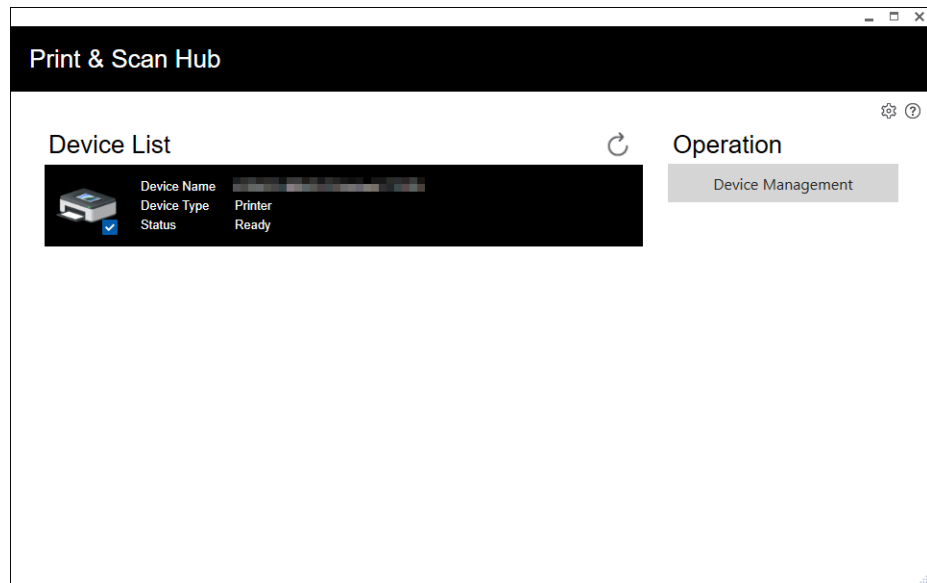 Print & Scan Hub
Device List
Operation
Device Name
Device Type Printer
Status Ready
Device Management